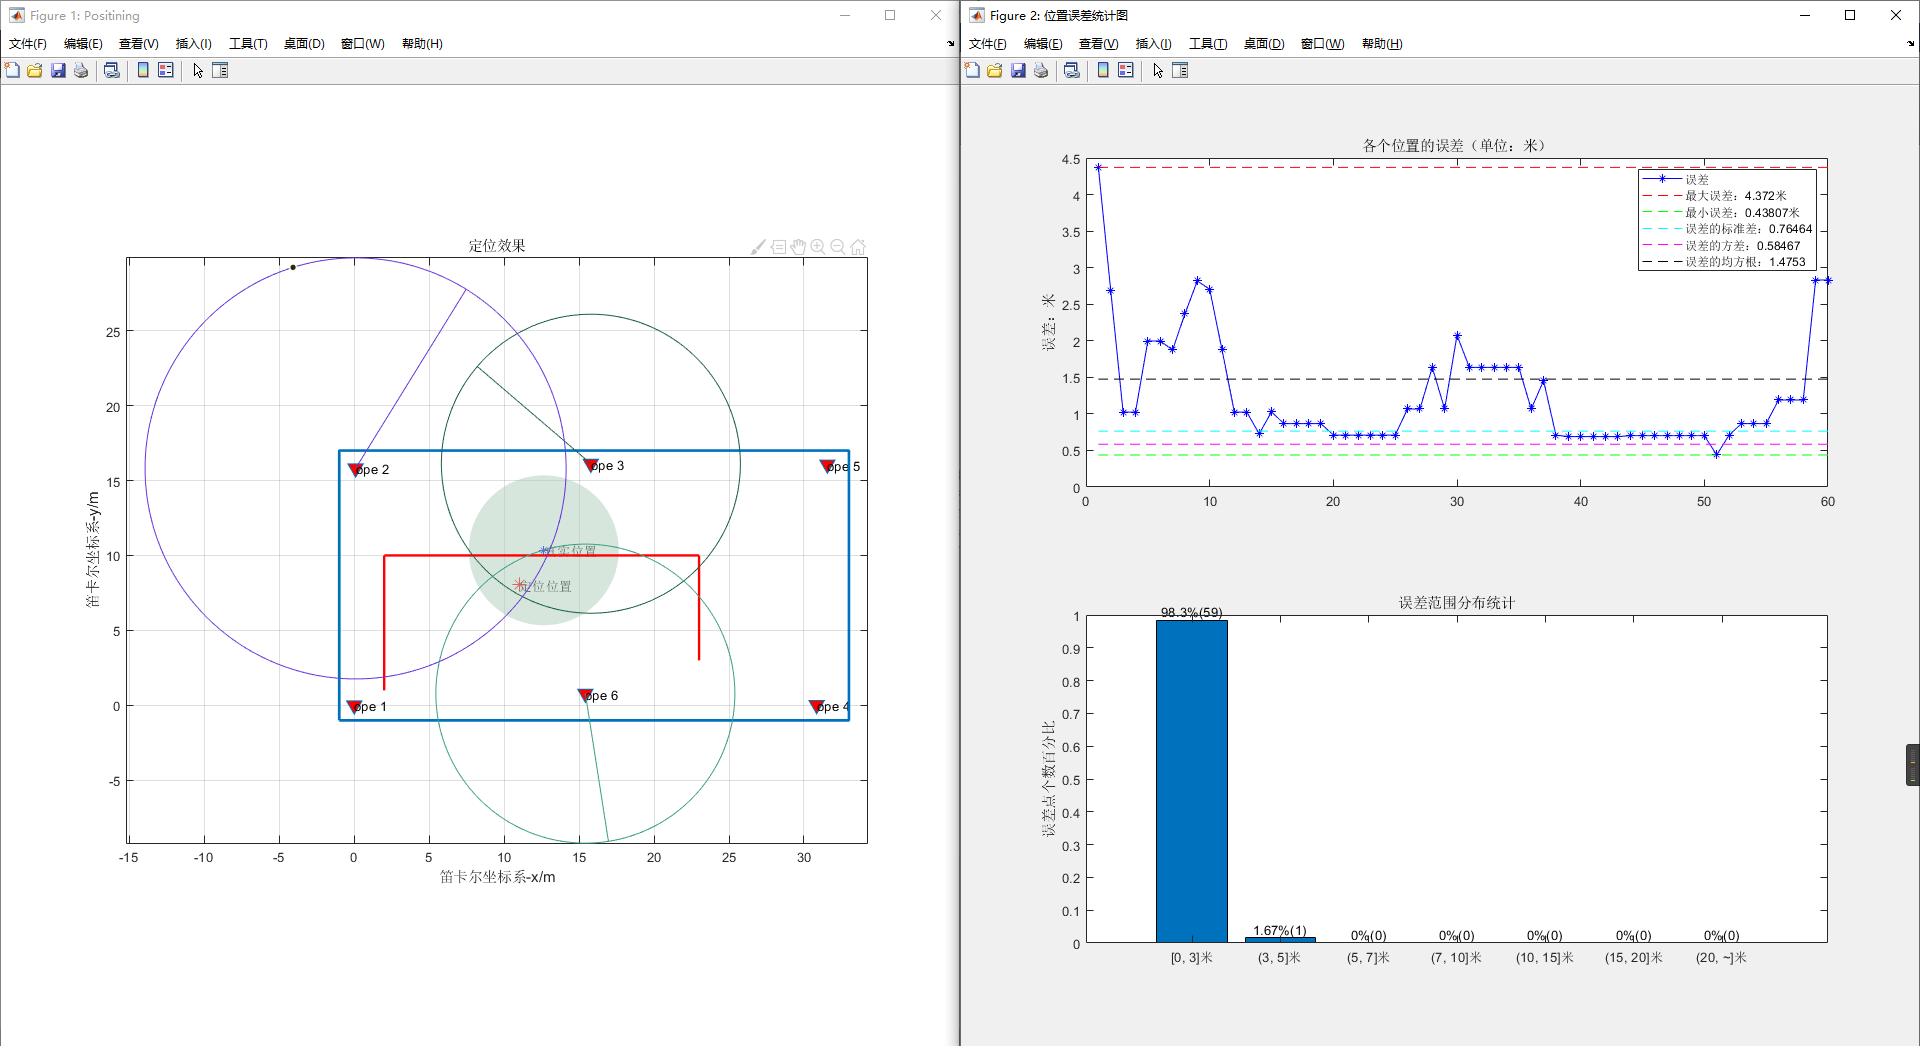 Figure 1: Positining
文件(F) 编辑(E) 查看(V) 插入(I) 工具(T) 桌面(D) 窗口(W) 帮助(H)
定位效果
25
20
15
10
5
0
-5
-15 -10 -5 0 5 10 15 20 25 30
笛卡尔坐标系-x/m
笛卡尔坐标系-y/m
ope 2
ope 3
ope 5
真实位置
定位位置
ope 1
ope 6
ope 4
Figure 2: 位置误差统计图
文件(F) 编辑(E) 查看(V) 插入(I) 工具(T) 桌面(D) 窗口(W) 帮助(H)
各个位置的误差（单位：米）
4.5
4
3.5
3
2.5
2
1.5
1
0.5
0
0 10 20 30 40 50 60
误差：米
误差
最大误差：4.372米
最小误差：0.43807米
误差的标准差：0.76464
误差的方差：0.58467
误差的均方根：1.4753
误差范围分布统计
1
0.9
0.8
0.7
0.6
0.5
0.4
0.3
0.2
0.1
0
误差点个数百分比
98.3%(59)
1.67%(1)
0%(0)
0%(0)
0%(0)
0%(0)
0%(0)
[0, 3]米 (3, 5]米 (5, 7]米 (7, 10]米 (10, 15]米 (15, 20]米 (20, ~]米